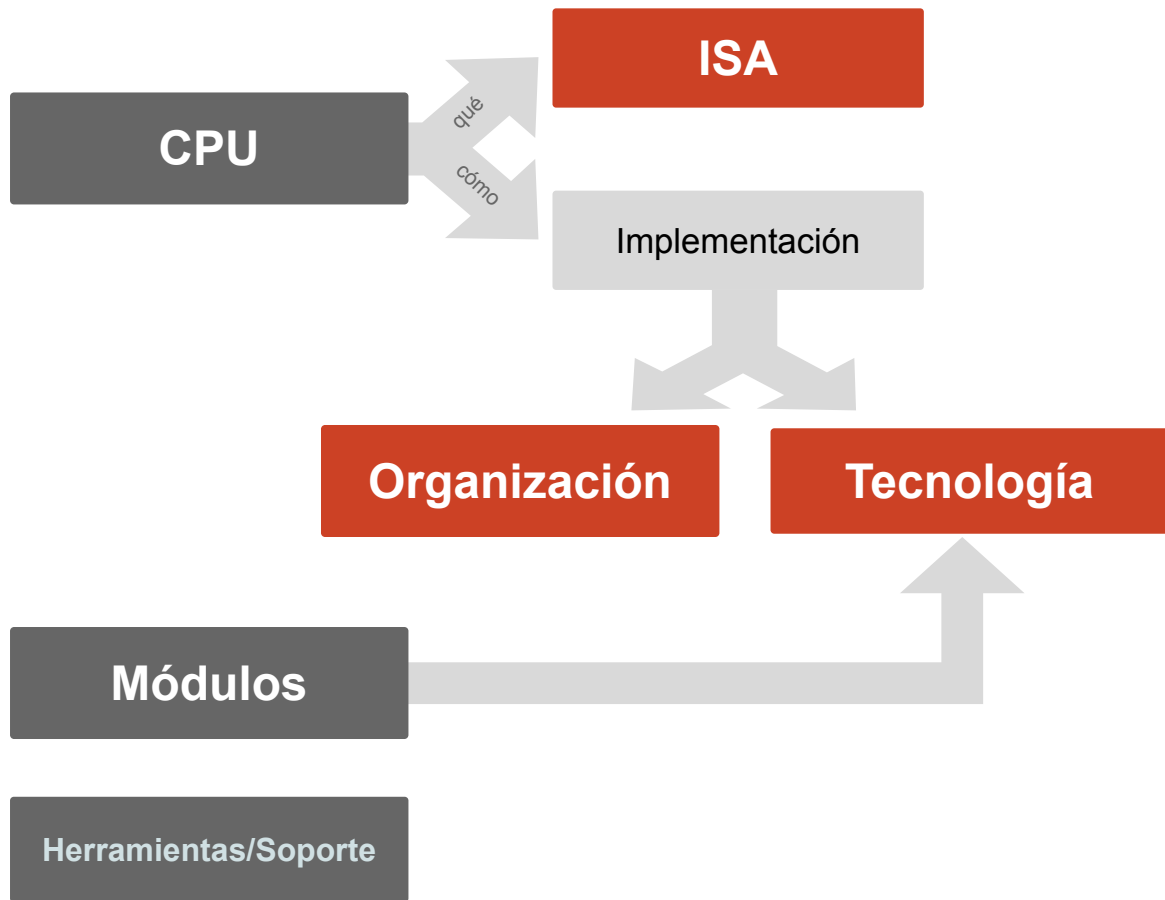 ISA
CPU
qué
cómo
Implementación
Organización
Tecnología
Módulos
Herramientas/Soporte